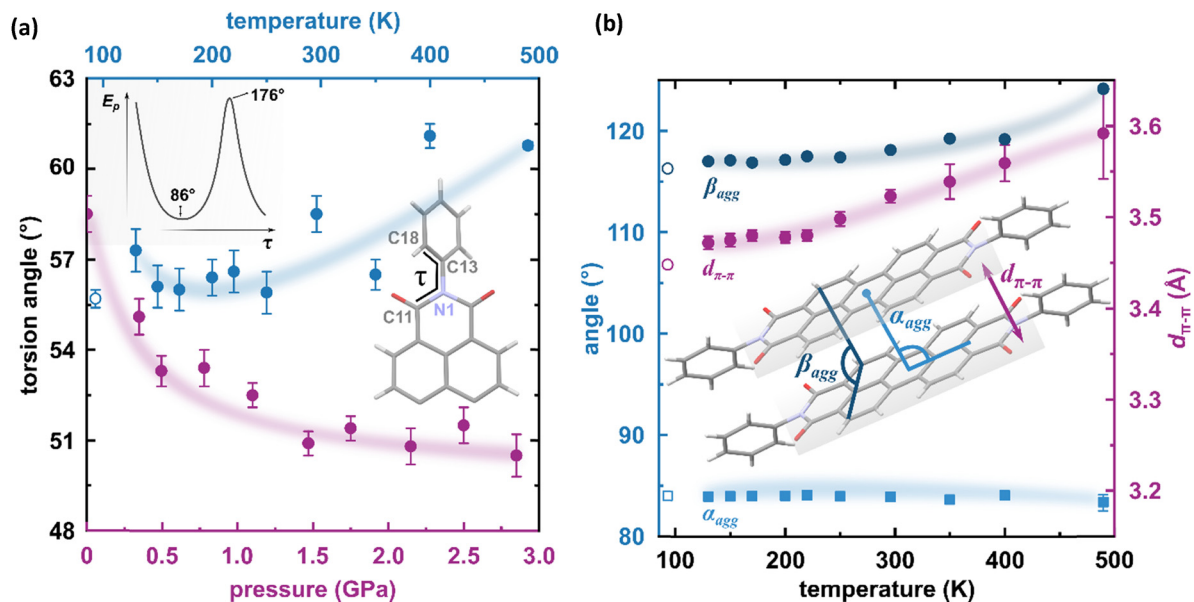 (a)
temperature (K)
100 200 300 400 500
63
60
57
54
51
48
torsion angle (°)
E_p
176°
86°
τ
C18
C13
τ
C11
N1
0 0.5 1.0 1.5 2.0 2.5 3.0
pressure (GPa)
(b)
120
110
100
90
80
angle (°)
β_agg
d_π-π
d_π-π
α_agg
β_agg
α_agg
3.6
3.5
3.4
3.3
3.2
d_π-π (Å)
100 200 300 400 500
temperature (K)